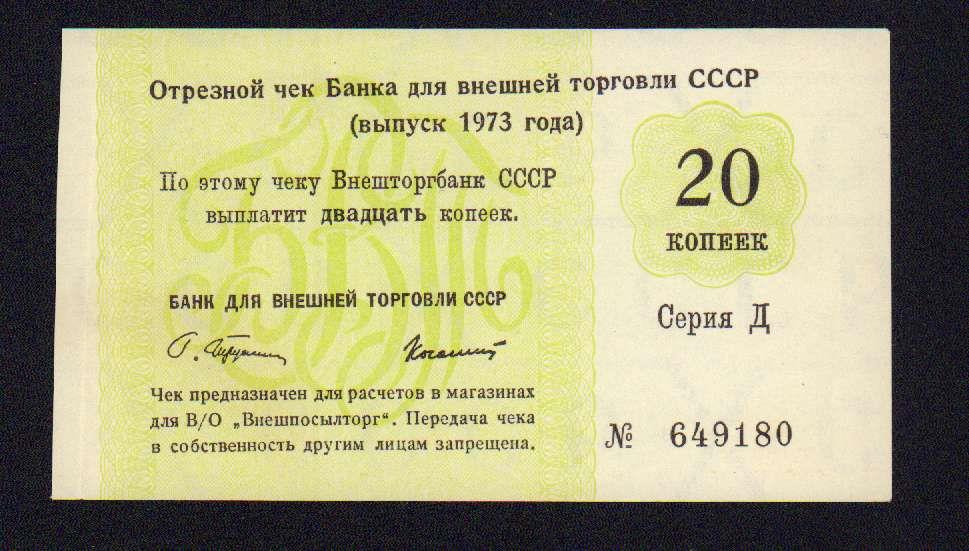 Отрезной чек Банка для внешней торговли СССР
(выпуск 1973 года)
20
КОПЕЕК
По этому чеку Внешторгбанк СССР
выплатит двадцать копеек.
БАНК ДЛЯ ВНЕШНЕЙ ТОРГОВЛИ СССР
Серия Д
Чек предназначен для расчетов в магазинах
для В/О „Внешпосылторг“. Передача чека
в собственность другим лицам запрещена.
№ 649180